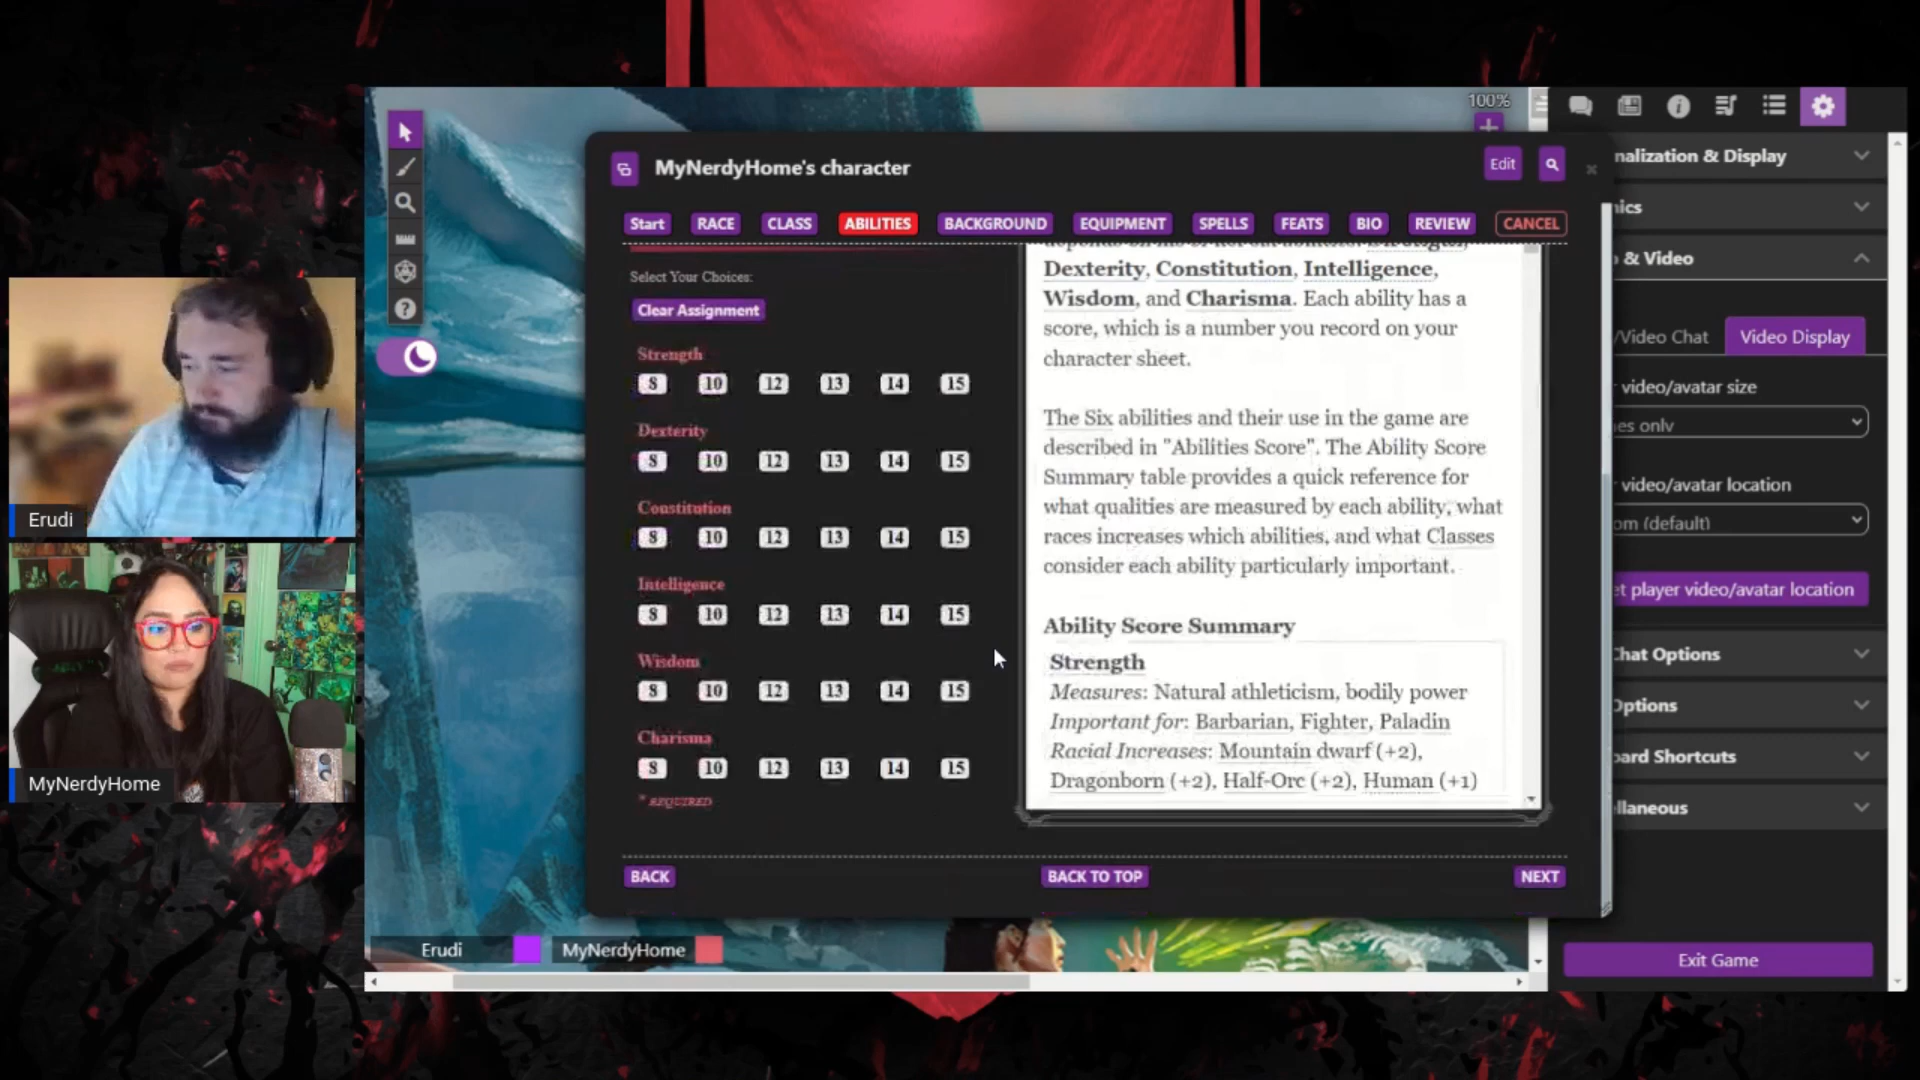 100%
MyNerdyHome's character
Edit
Start
RACE
CLASS
ABILITIES
BACKGROUND
EQUIPMENT
SPELLS
FEATS
BIO
REVIEW
CANCEL
Select Your Choices:
Clear Assignment
Strength
8 10 12 13 14 15
Dexterity
8 10 12 13 14 15
Constitution
8 10 12 13 14 15
Intelligence
8 10 12 13 14 15
Wisdom
8 10 12 13 14 15
Charisma
8 10 12 13 14 15
* REQUIRED
Dexterity, Constitution, Intelligence,
Wisdom, and Charisma. Each ability has a
score, which is a number you record on your
character sheet.
The Six abilities and their use in the game are
described in "Abilities Score". The Ability Score
Summary table provides a quick reference for
what qualities are measured by each ability, what
races increases which abilities, and what Classes
consider each ability particularly important.
Ability Score Summary
Strength
Measures: Natural athleticism, bodily power
Important for: Barbarian, Fighter, Paladin
Racial Increases: Mountain dwarf (+2),
Dragonborn (+2), Half-Orc (+2), Human (+1)
BACK
BACK TO TOP
NEXT
nalization & Display
ics
& Video
/Video Chat
Video Display
video/avatar size
es only
video/avatar location
om (default)
et player video/avatar location
Chat Options
Options
oard Shortcuts
llaneous
Exit Game
Erudi
MyNerdyHome
Erudi
MyNerdyHome